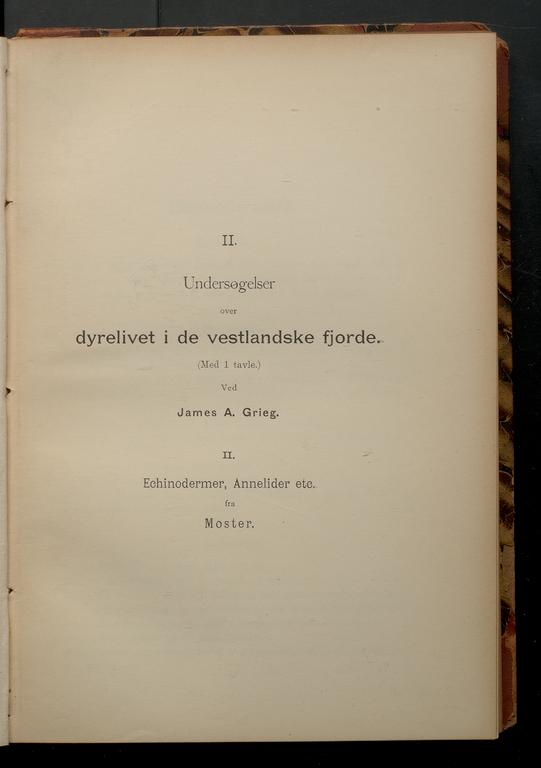 II.
Undersøgelser
over
dyrelivet i de vestlandske fjorde.
(Med 1 tavle.)
Ved
James A. Grieg.
II.
Echinodermer, Annelider etc.
fra
Moster.